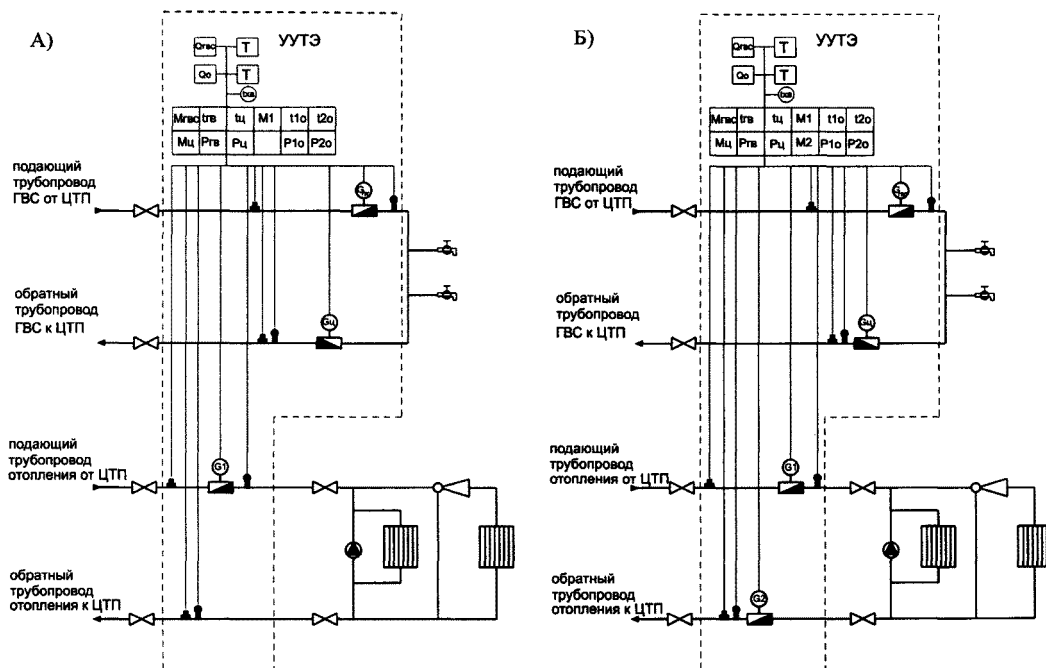 А)
УУТЭ
Qгвс
T
Qо
T
tхв
Mгвс tгв tц M1 t1о t2о
Mц Pгв Pц P1о P2о
подающий
трубопровод
ГВС от ЦТП
обратный
трубопровод
ГВС к ЦТП
Gц
подающий
трубопровод
отопления от ЦТП
G1
обратный
трубопровод
отопления к ЦТП
Б)
УУТЭ
Qгвс
T
Qо
T
tхв
Mгвс tгв tц M1 t1о t2о
Mц Pгв Pц M2 P1о P2о
подающий
трубопровод
ГВС от ЦТП
обратный
трубопровод
ГВС к ЦТП
Gц
подающий
трубопровод
отопления от ЦТП
G1
обратный
трубопровод
отопления к ЦТП
G2